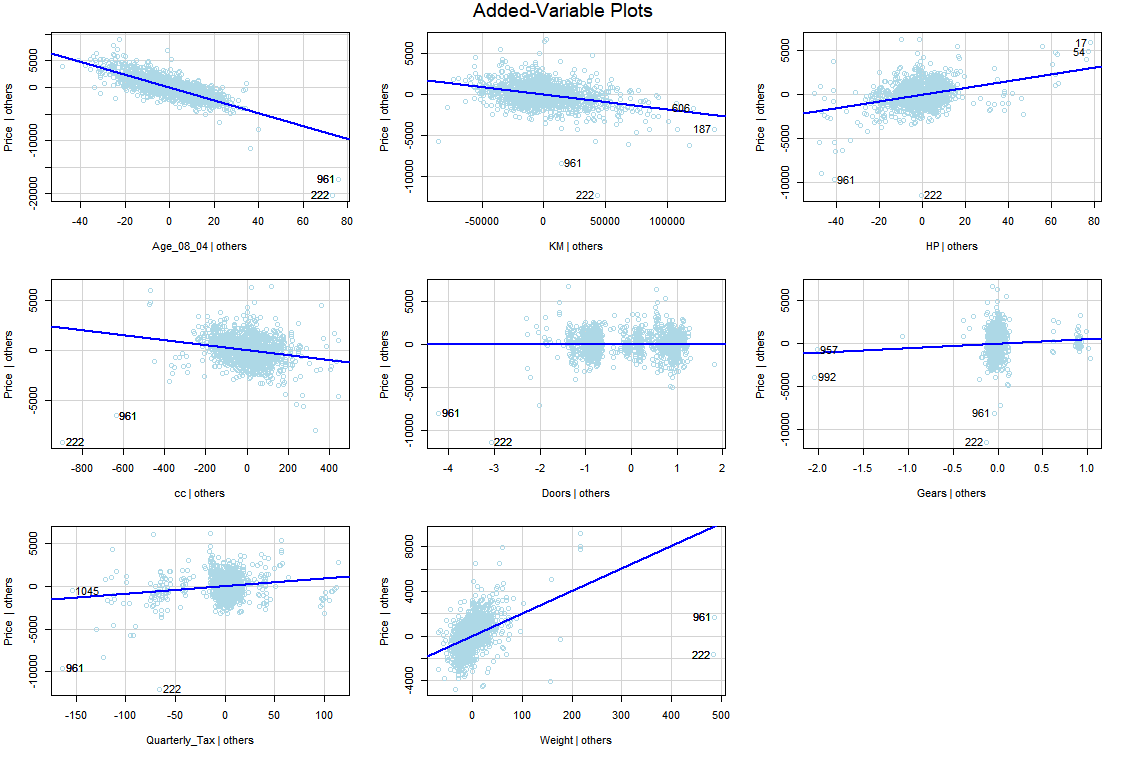 Added-Variable Plots
Price | others
5000
0
-10000
-20000
961
222
-40 -20 0 20 40 60 80
Age_08_04 | others
Price | others
5000
0
-5000
-10000
606
187
961
222
-50000 0 50000 100000
KM | others
Price | others
5000
0
-5000
-10000
17
54
961
222
-40 -20 0 20 40 60 80
HP | others
Price | others
5000
0
-5000
961
222
-800 -600 -400 -200 0 200 400
cc | others
Price | others
5000
0
-5000
-10000
961
222
-4 -3 -2 -1 0 1 2
Doors | others
Price | others
5000
0
-5000
-10000
957
992
961
222
-2.0 -1.5 -1.0 -0.5 0.0 0.5 1.0
Gears | others
Price | others
5000
0
-5000
-10000
1045
961
222
-150 -100 -50 0 50 100
Quarterly_Tax | others
Price | others
8000
4000
0
-4000
961
222
0 100 200 300 400 500
Weight | others